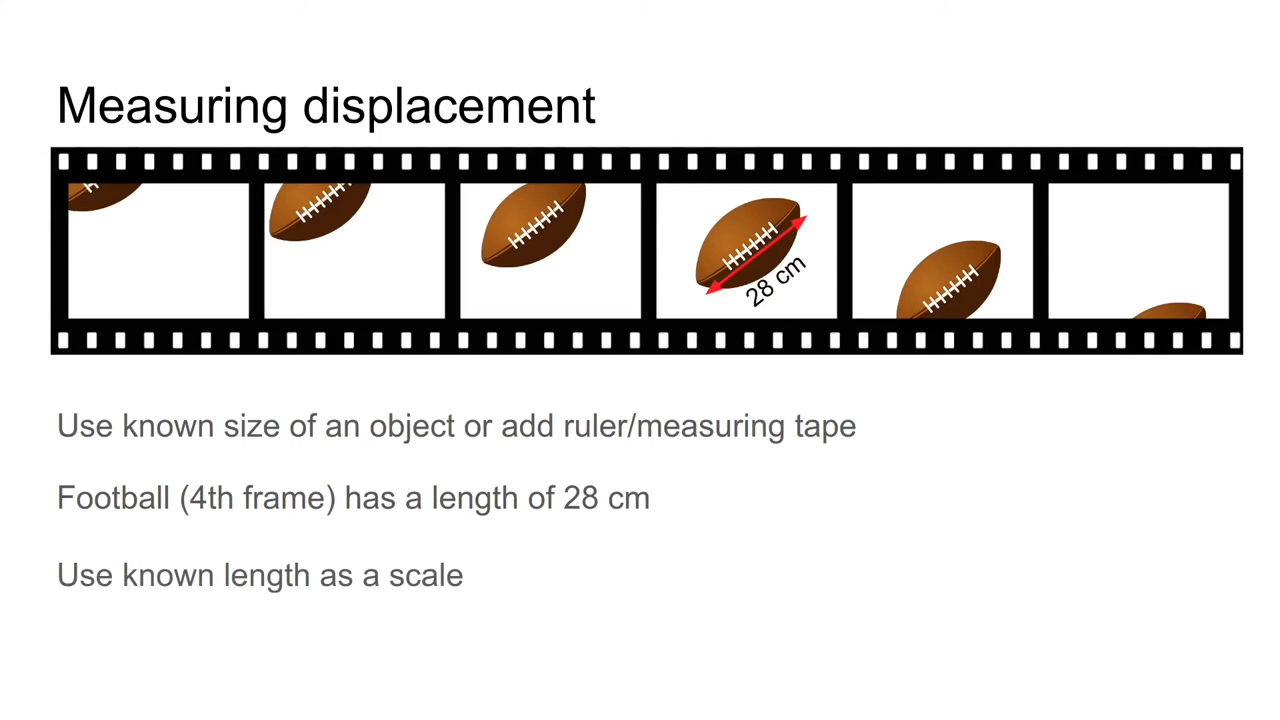 Measuring displacement
28 cm
Use known size of an object or add ruler/measuring tape
Football (4th frame) has a length of 28 cm
Use known length as a scale